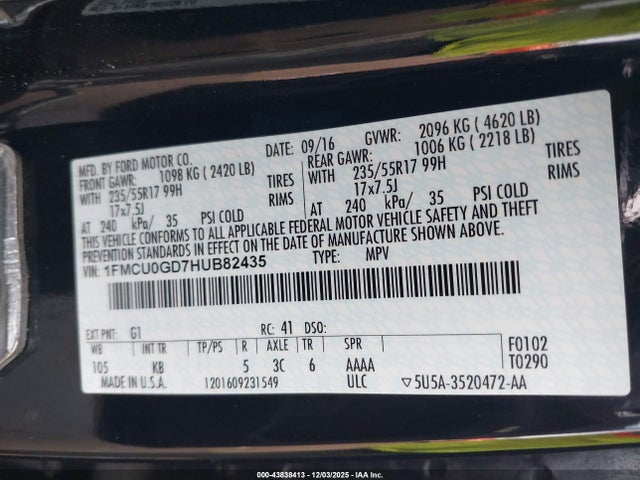 MFD. BY FORD MOTOR CO.
DATE: 09/16 GVWR: 2096 KG ( 4620 LB)
FRONT GAWR: 1098 KG ( 2420 LB) REAR GAWR: 1006 KG ( 2218 LB)
WITH 235/55R17 99H TIRES WITH 235/55R17 99H TIRES
17x7.5J RIMS 17x7.5J RIMS
AT 240 kPa/ 35 PSI COLD AT 240 kPa/ 35 PSI COLD
THIS VEHICLE CONFORMS TO ALL APPLICABLE FEDERAL MOTOR VEHICLE SAFETY AND THEFT
PREVENTION STANDARDS IN EFFECT ON THE DATE OF MANUFACTURE SHOWN ABOVE.
VIN: 1FMCU0GD7HUB82435 TYPE: MPV
EXT PNT: G1 RC: 41 DSO:
WB INT TR TP/PS R AXLE TR SPR F0102
105 KB 5 3C 6 AAAA T0290
MADE IN U.S.A. 1201609231549 ULC ▽5U5A-3520472-AA
000-43838413 - 12/03/2025 - IAA Inc.